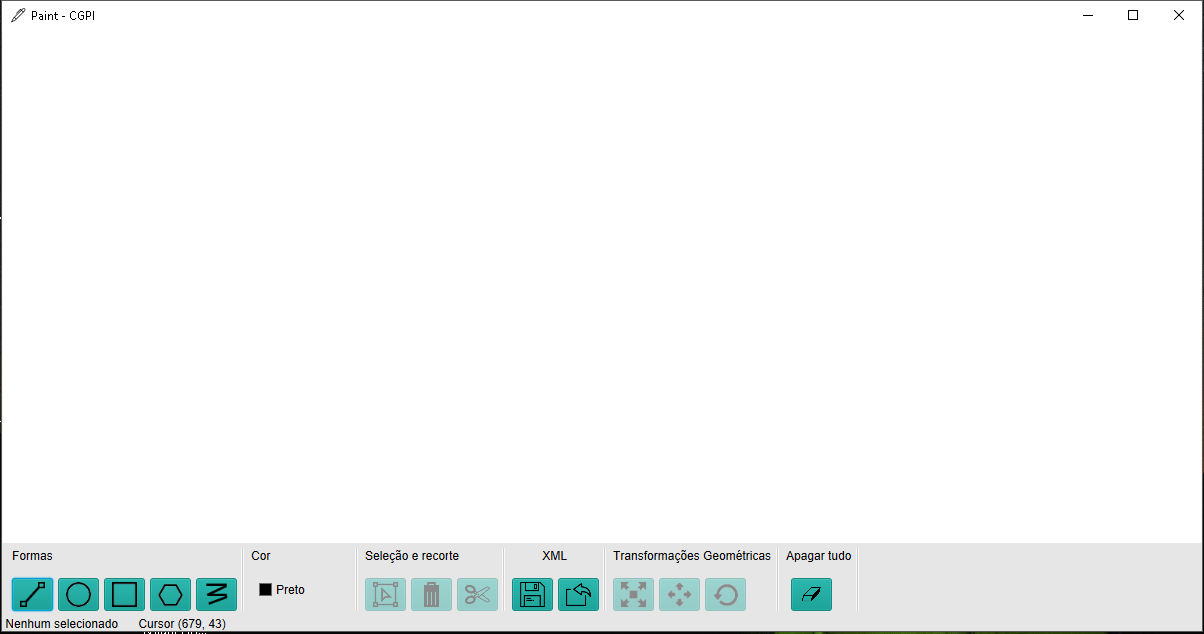 Paint - CGPI
Formas
Cor
Seleção e recorte
XML
Transformações Geométricas
Apagar tudo
Preto
Nenhum selecionado
Cursor (679, 43)